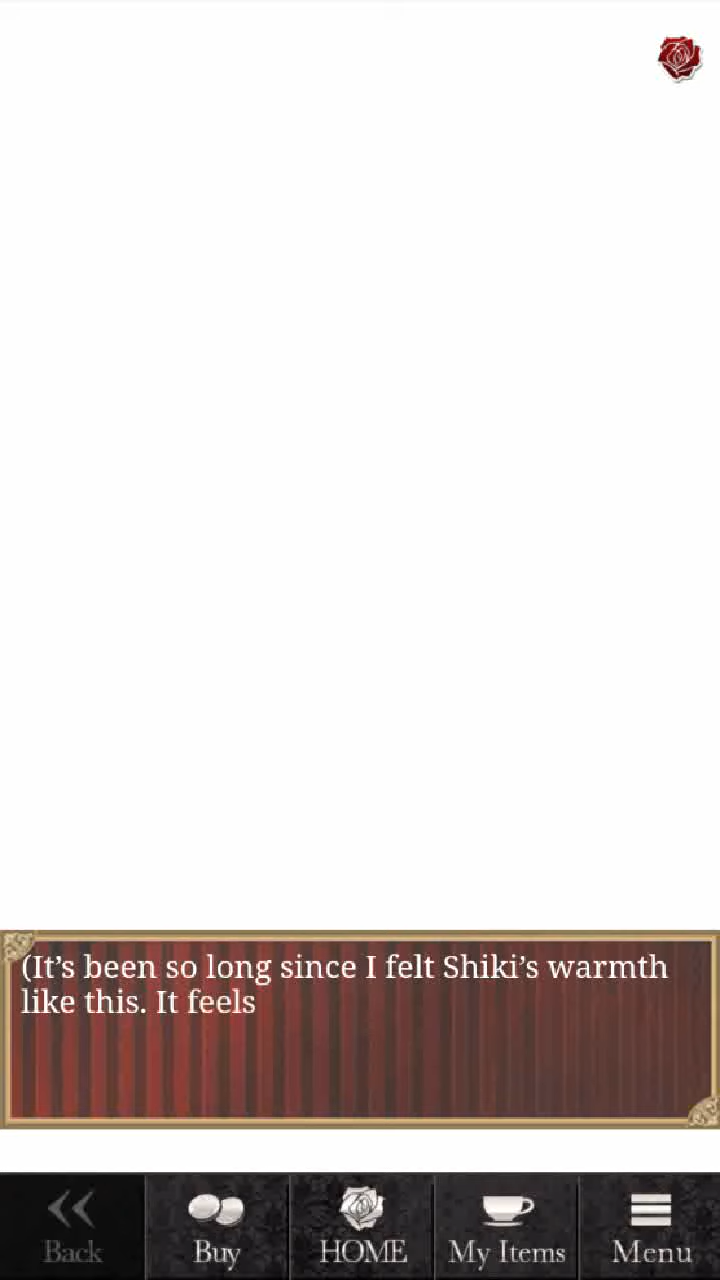 (It’s been so long since I felt Shiki’s warmth
like this. It feels
Back
Buy
HOME
My Items
Menu